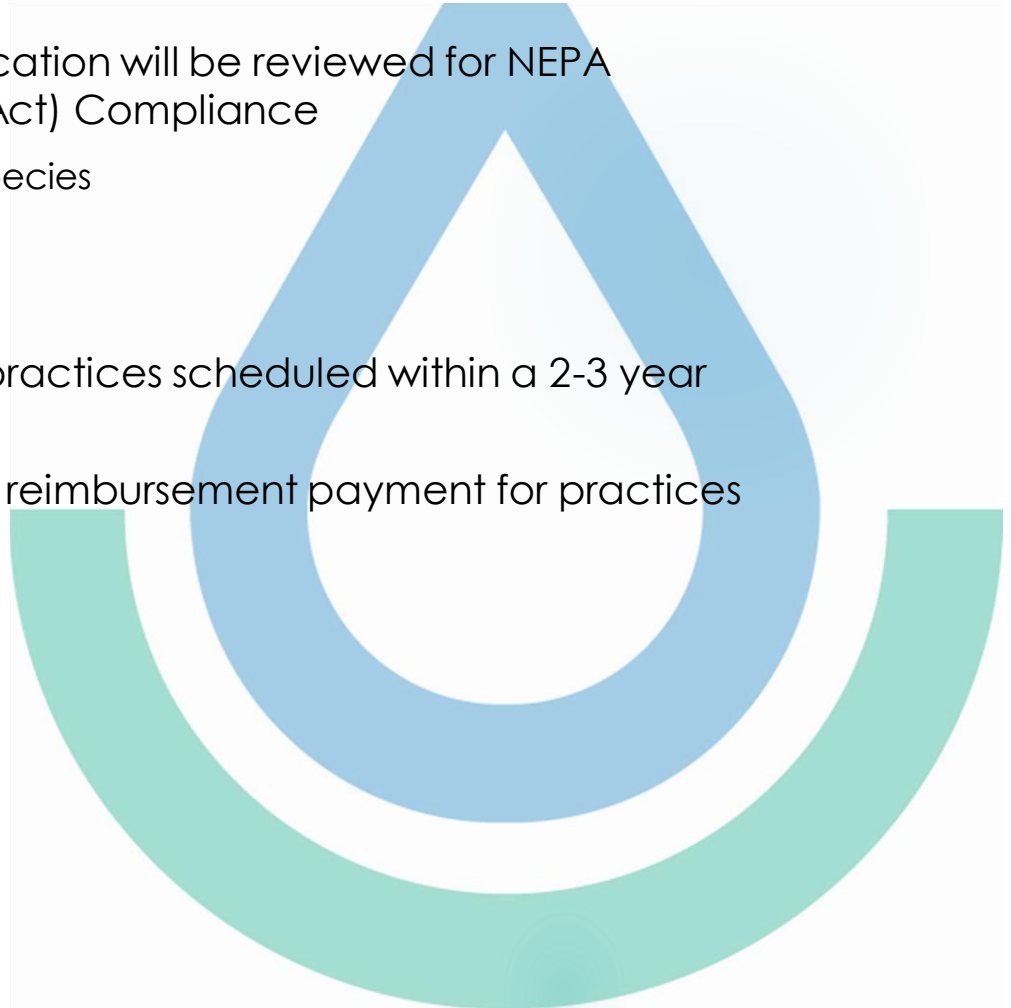 cation will be reviewed for NEPA
Act) Compliance
ecies
practices scheduled within a 2-3 year
reimbursement payment for practices